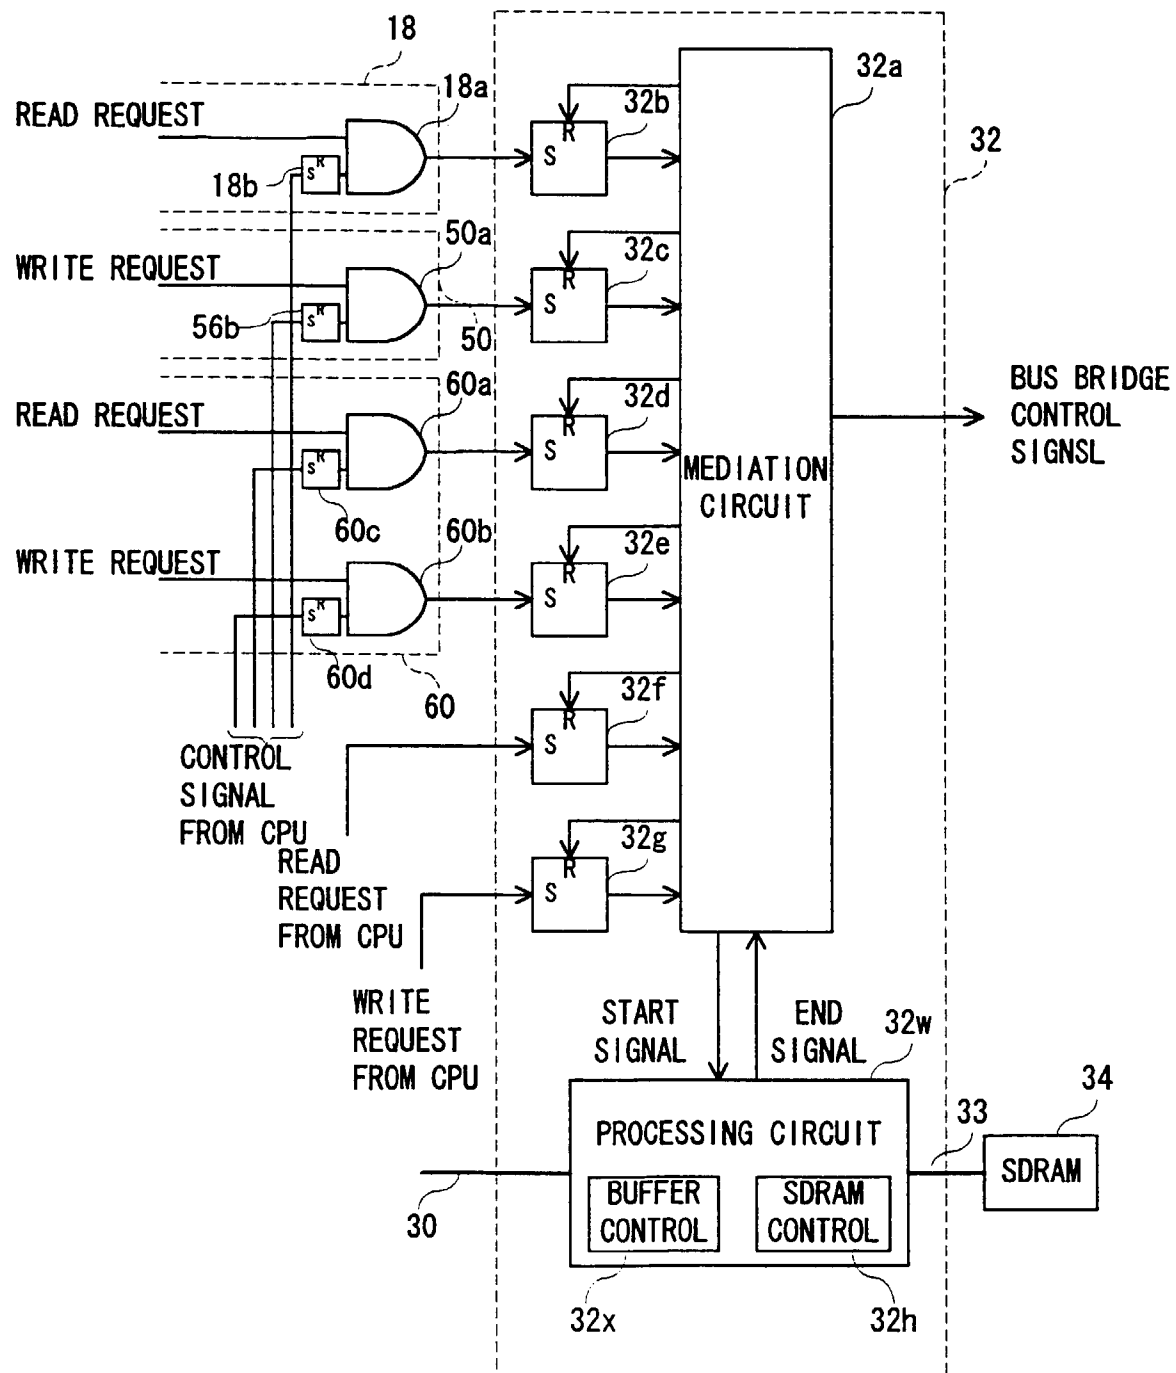 18
18a
32a
32b
READ REQUEST
R
S
32
18b
S R
50a
32c
WRITE REQUEST
R
S
56b
S R
50
60a
32d
BUS BRIDGE
CONTROL
SIGNSL
READ REQUEST
R
S
MEDIATION
CIRCUIT
S R
60c
60b
32e
WRITE REQUEST
R
S
S R
60d
60
32f
R
S
CONTROL
SIGNAL
FROM CPU
32g
READ
REQUEST
FROM CPU
R
S
WRITE
REQUEST
FROM CPU
START
SIGNAL
END
SIGNAL
32w
34
33
PROCESSING CIRCUIT
SDRAM
BUFFER
CONTROL
SDRAM
CONTROL
30
32x
32h